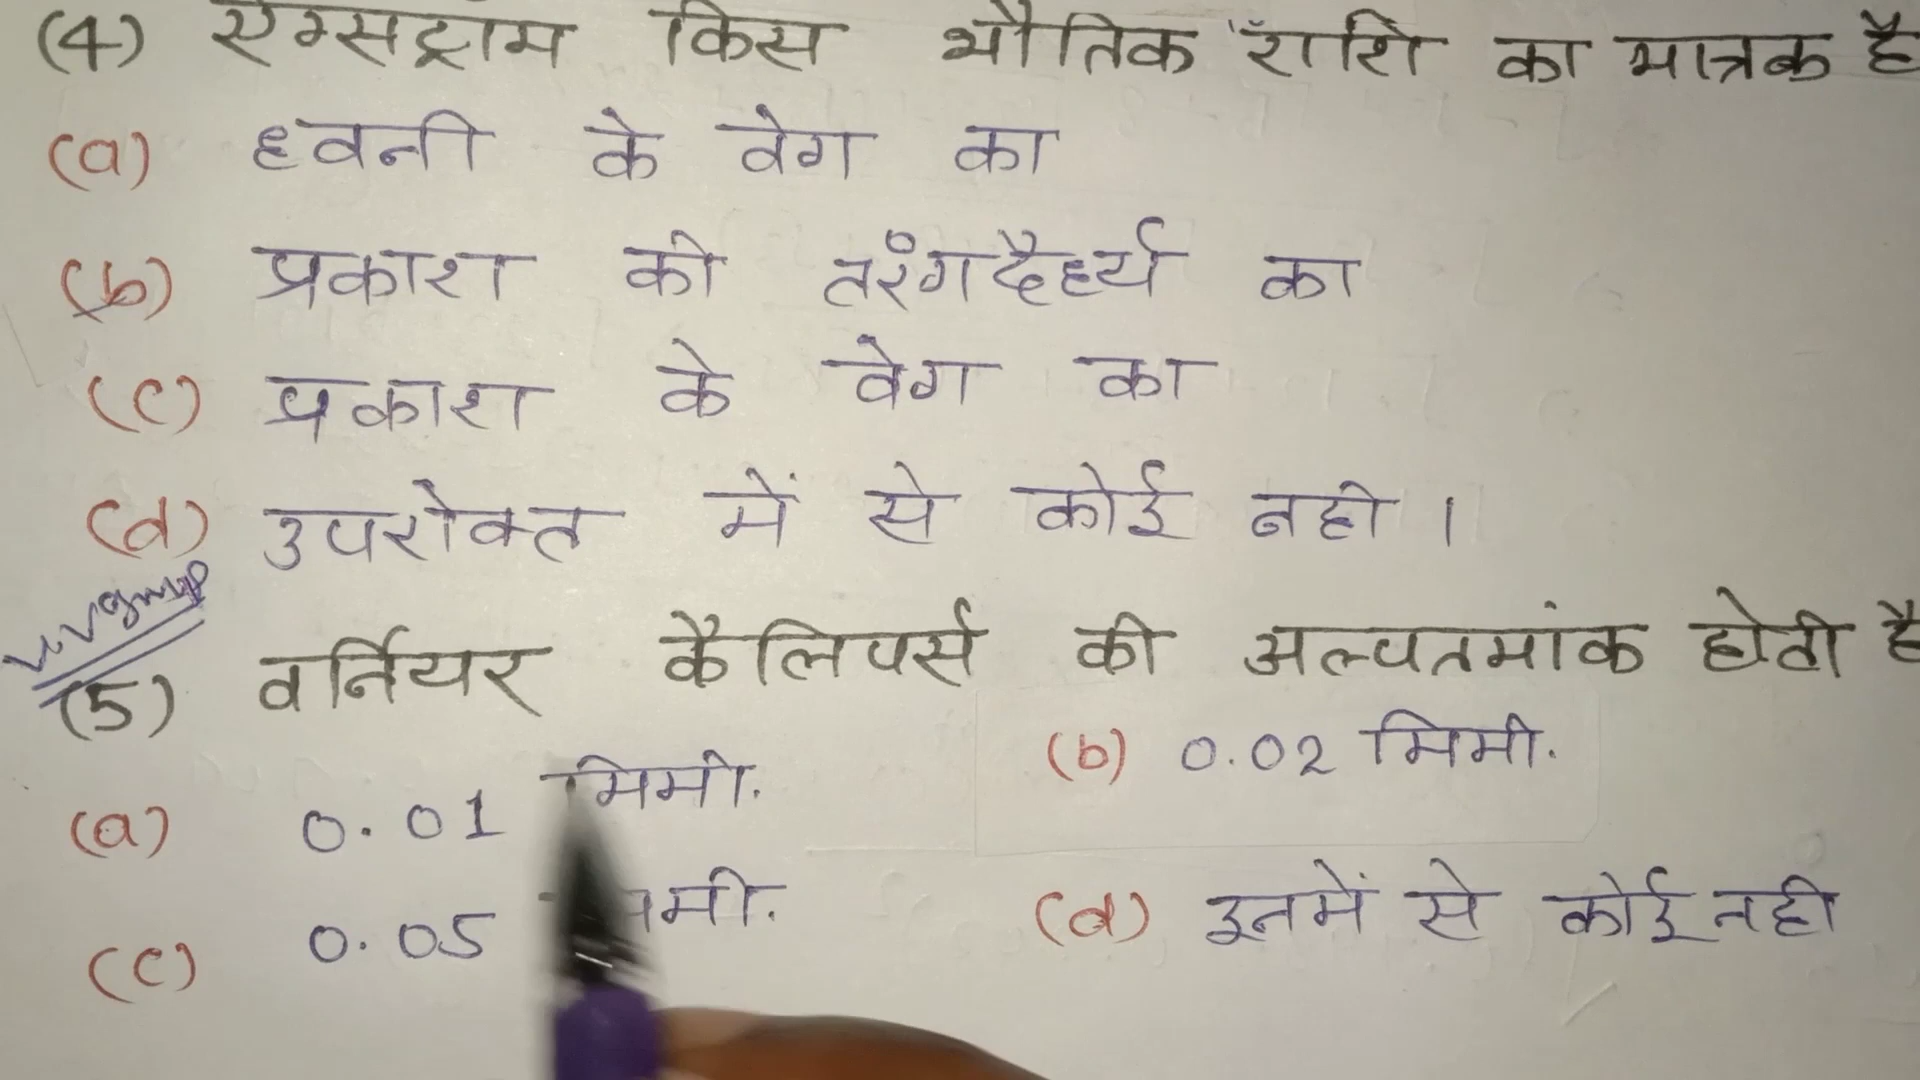 (4) एंग्सट्रॉम किस भौतिक राशि का मात्रक है
(a) ध्वनी के वेग का
(b) प्रकाश की तरंगदैर्ध्य का
(c) प्रकाश के वेग का
(d) उपरोक्त में से कोई नही ।
(5) वर्नियर कैलिपर्स की अल्पतमांक होती है
(a) 0.01 मिमी. (b) 0.02 मिमी.
(c) 0.05 मी. (d) इनमें से कोई नही